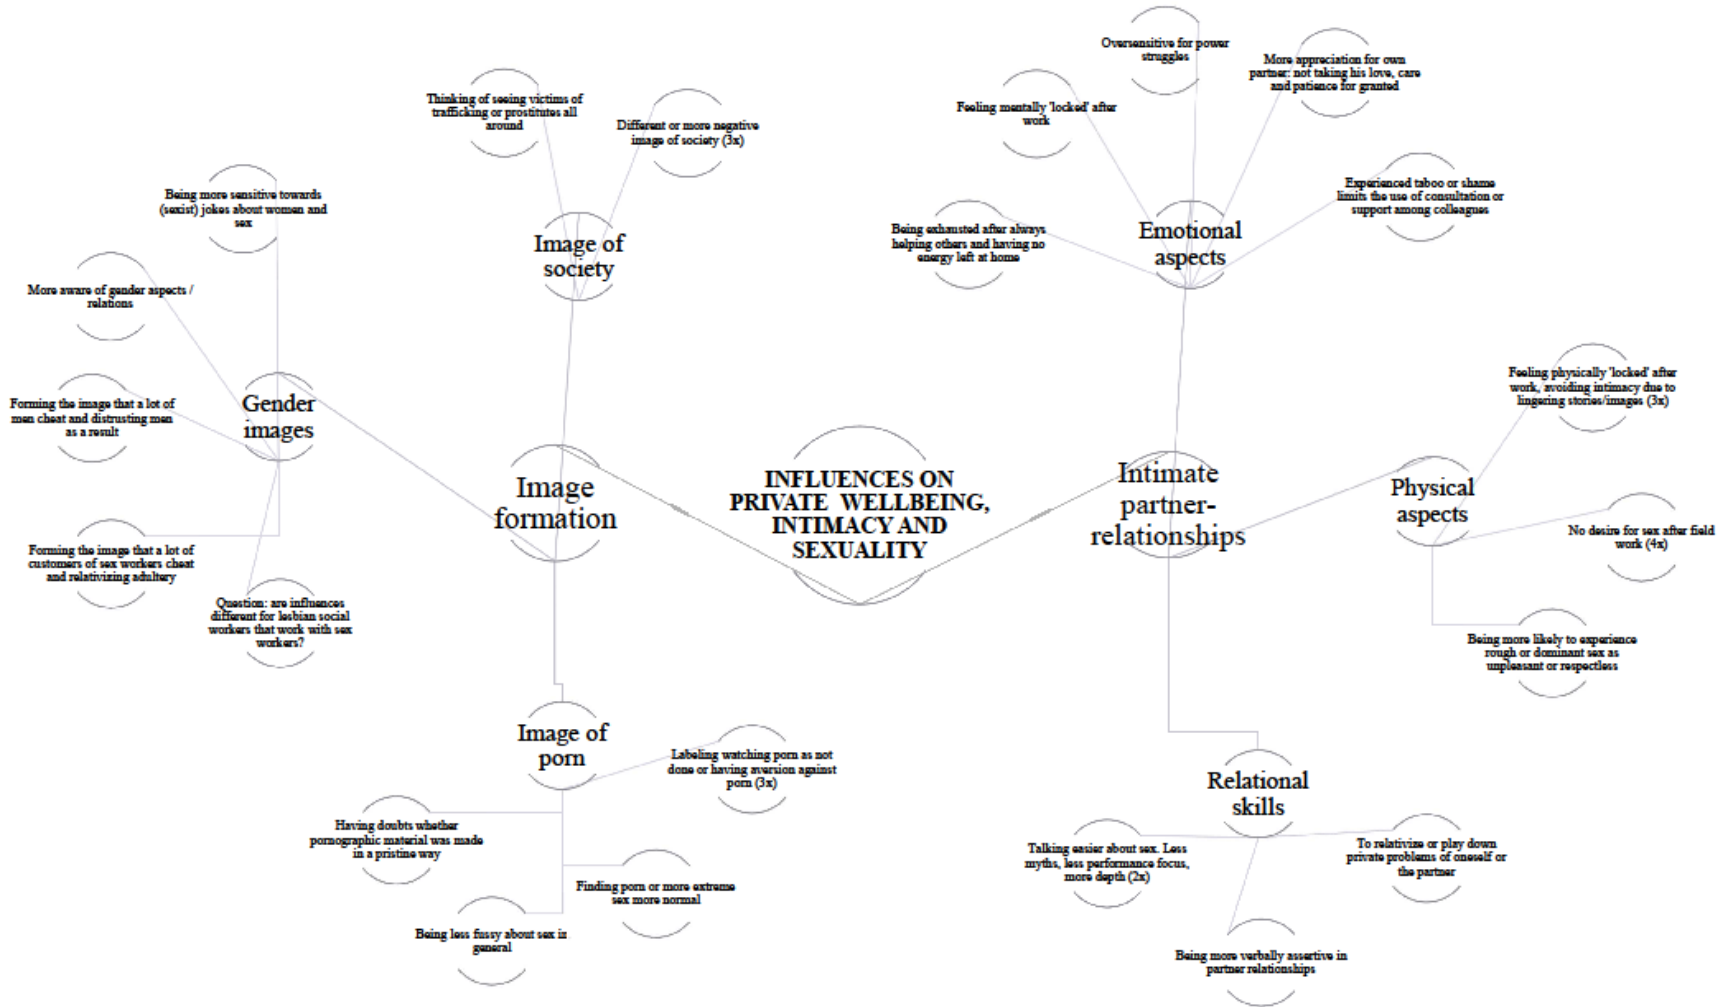 Oversensitive for power
struggles
More appreciation for own
partner: not taking his love, care
and patience for granted
Thinking of seeing victims of
trafficking or prostitutes all
around
Different or more negative
image of society (3x)
Feeling mentally 'locked' after
work
Being more sensitive towards
(sexist) jokes about women and
sex
Image of
society
Being exhausted after always
helping others and having no
energy left at home
Emotional
aspects
Experienced taboo or shame
limits the use of consultation or
support among colleagues
More aware of gender aspects /
relations
Forming the image that a lot of
men cheat and distrusting men
as a result
Gender
images
Feeling physically 'locked' after
work, avoiding intimacy due to
lingering stories/images (3x)
Image
formation
INFLUENCES ON
PRIVATE WELLBEING,
INTIMACY AND
SEXUALITY
Intimate
partner-
relationships
Physical
aspects
No desire for sex after field
work (4x)
Forming the image that a lot of
customers of sex workers cheat
and relativizing adultery
Question: are influences
different for lesbian social
workers that work with sex
workers?
Being more likely to experience
rough or dominant sex as
unpleasant or respectless
Image of
porn
Labeling watching porn as not
done or having aversion against
porn (3x)
Relational
skills
Having doubts whether
pornographic material was made
in a pristine way
Talking easier about sex. Less
myths, less performance focus,
more depth (2x)
To relativize or play down
private problems of oneself or
the partner
Finding porn or more extreme
sex more normal
Being less fussy about sex in
general
Being more verbally assertive in
partner relationships